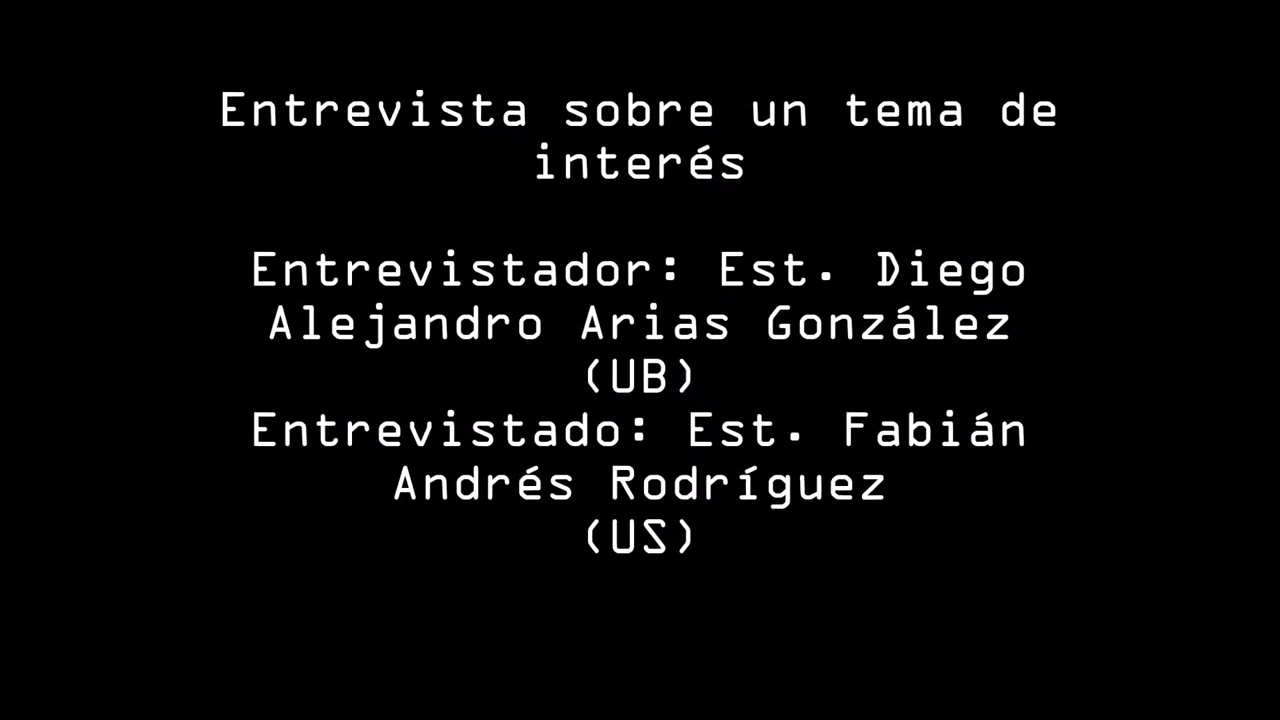 Entrevista sobre un tema de
interés
Entrevistador: Est. Diego
Alejandro Arias González
(UB)
Entrevistado: Est. Fabián
Andrés Rodríguez
(US)